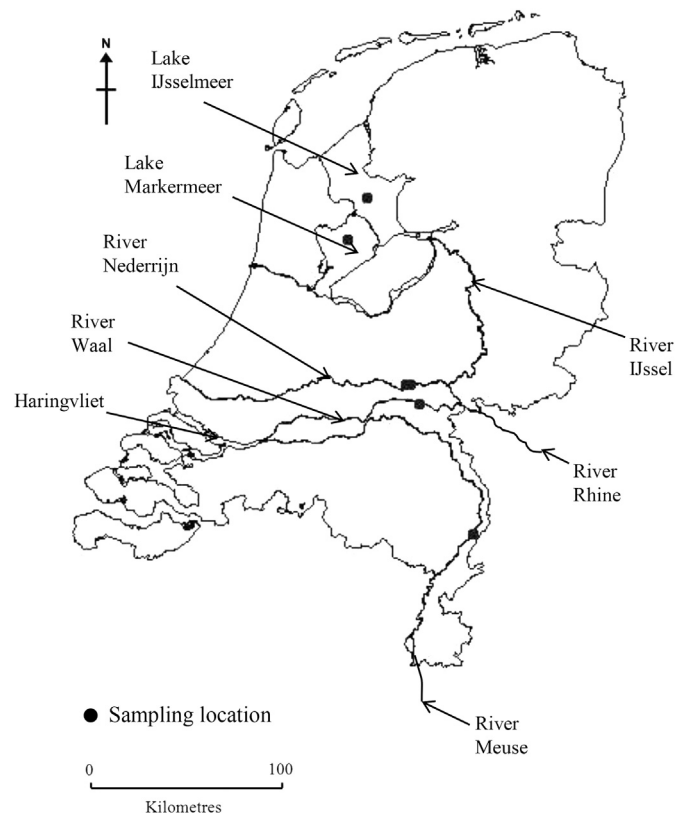 N
Lake
IJsselmeer
Lake
Markermeer
River
Nederrijn
River
Waal
Haringvliet
River
IJssel
River
Rhine
River
Meuse
Sampling location
0 100
Kilometres